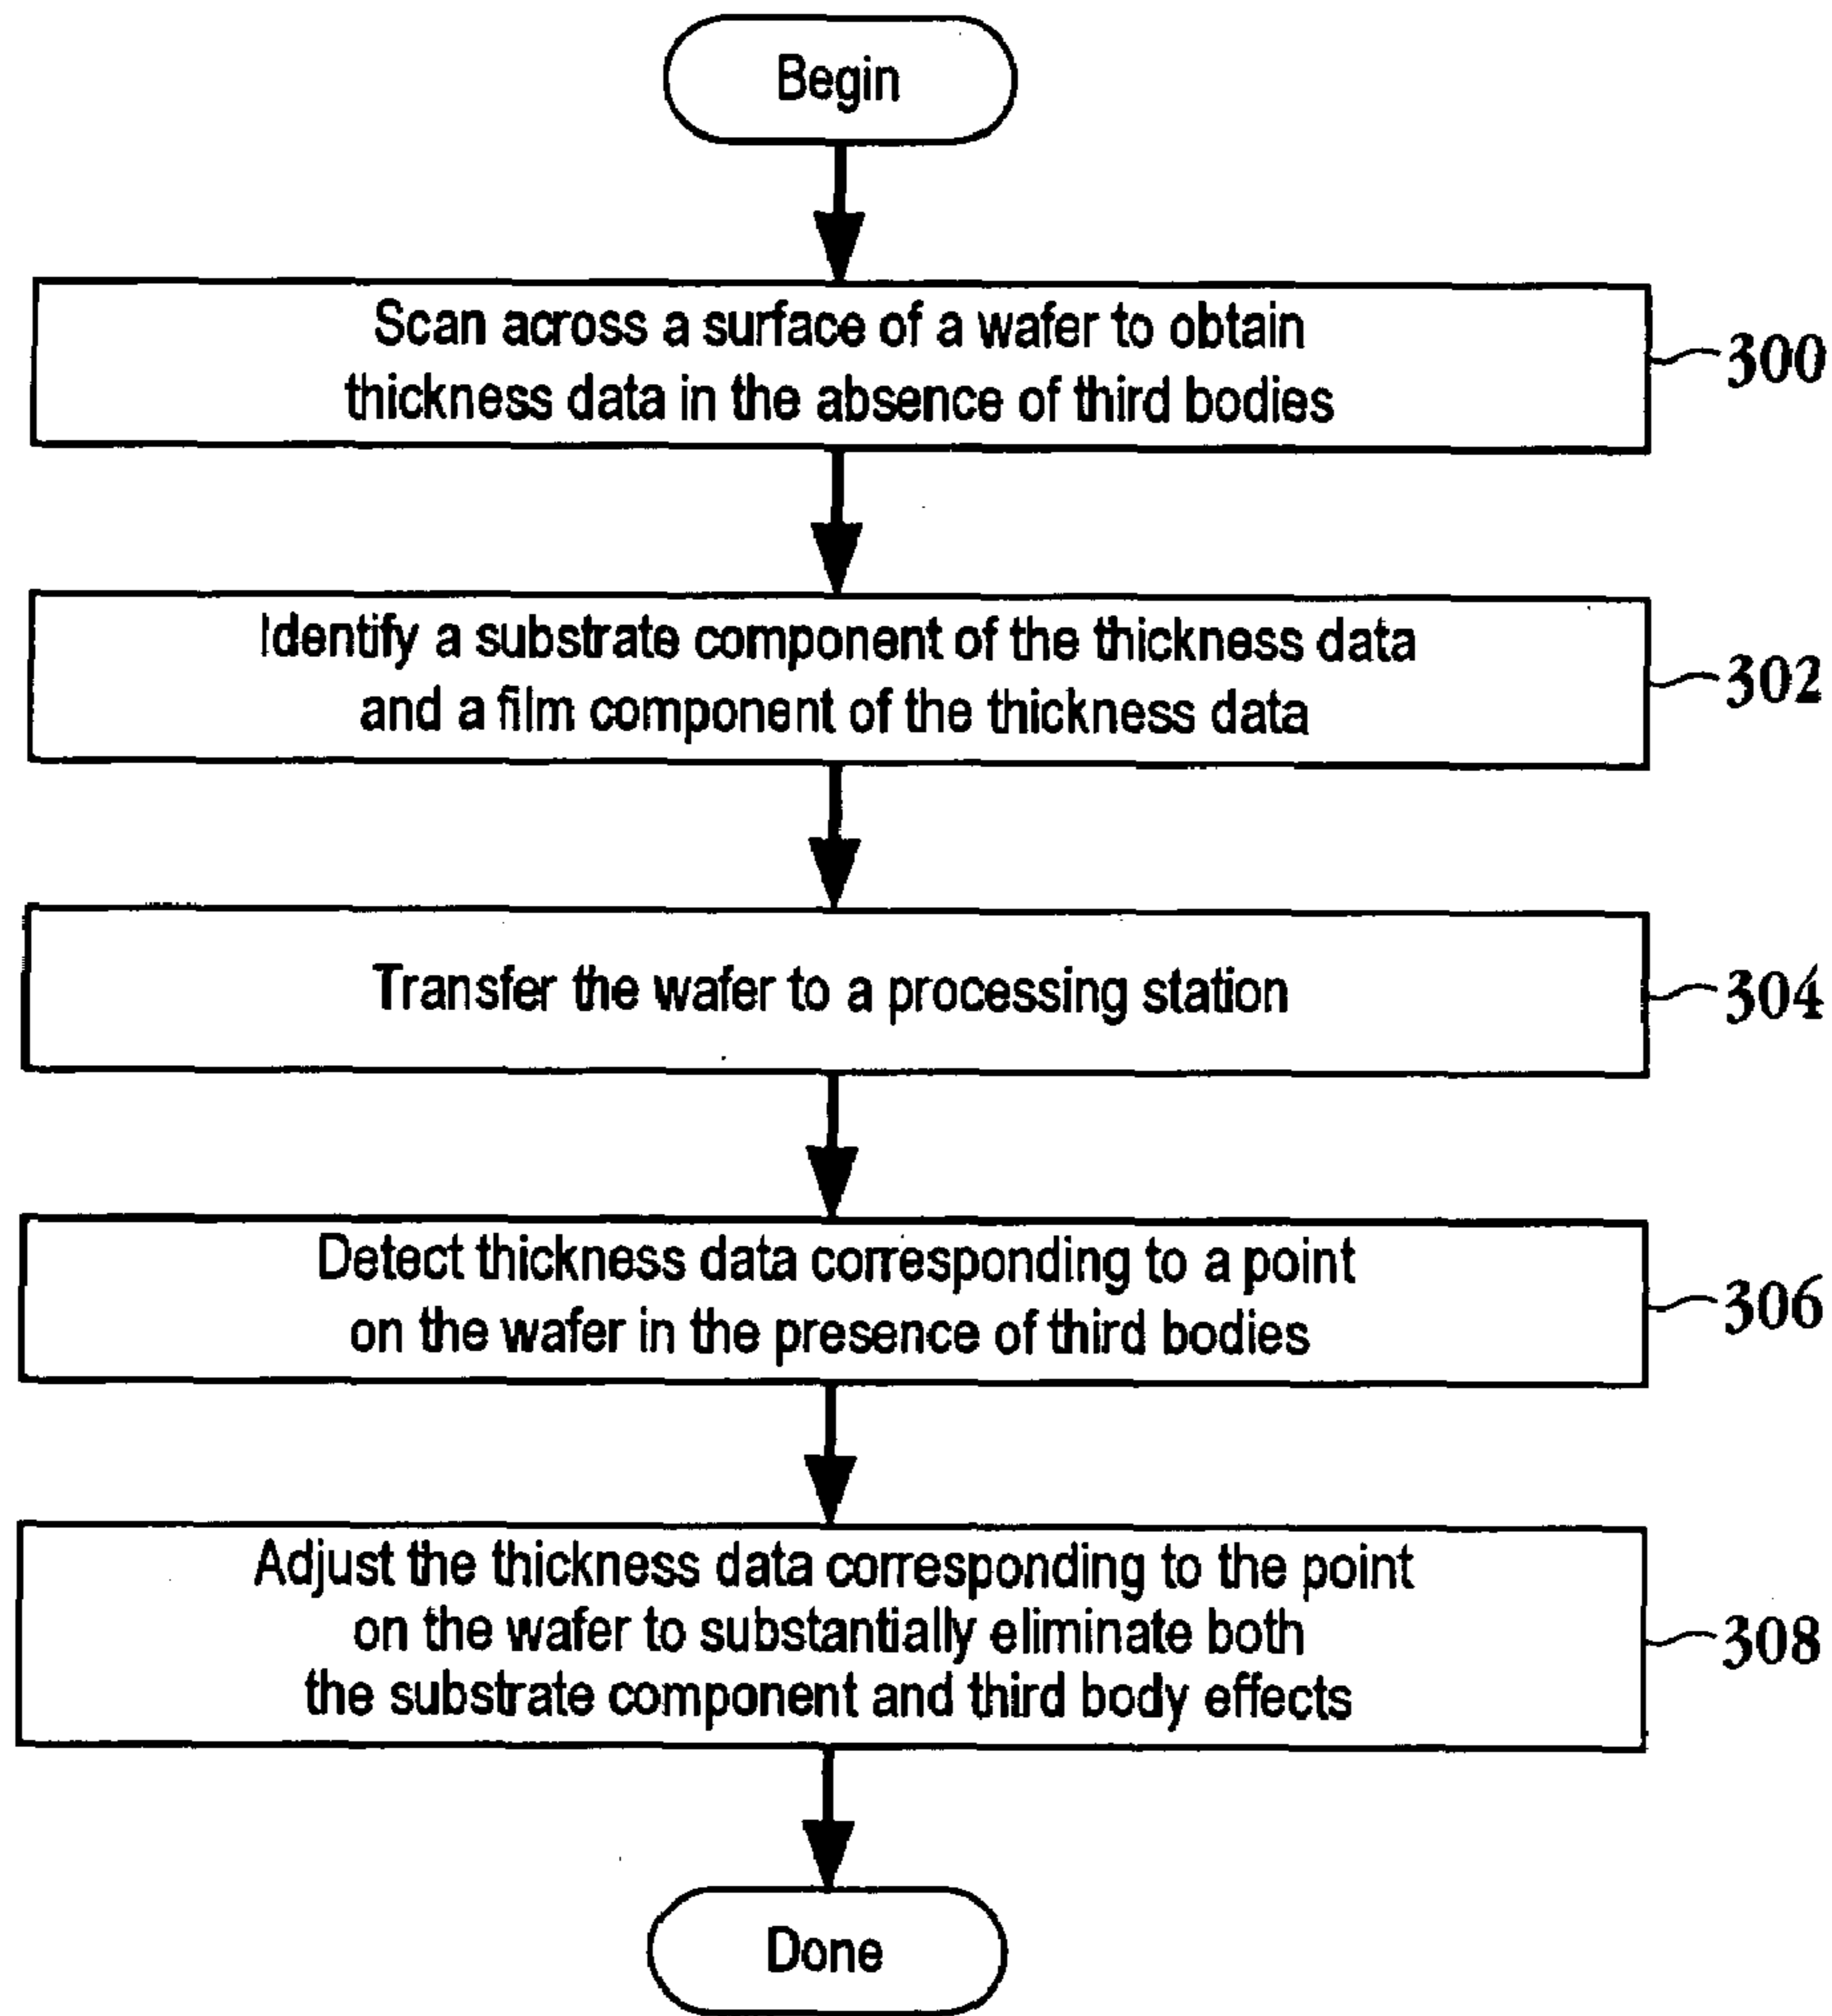 Begin
Scan across a surface of a wafer to obtain
thickness data in the absence of third bodies
300
Identify a substrate component of the thickness data
and a film component of the thickness data
302
Transfer the wafer to a processing station
304
Detect thickness data corresponding to a point
on the wafer in the presence of third bodies
306
Adjust the thickness data corresponding to the point
on the wafer to substantially eliminate both
the substrate component and third body effects
308
Done